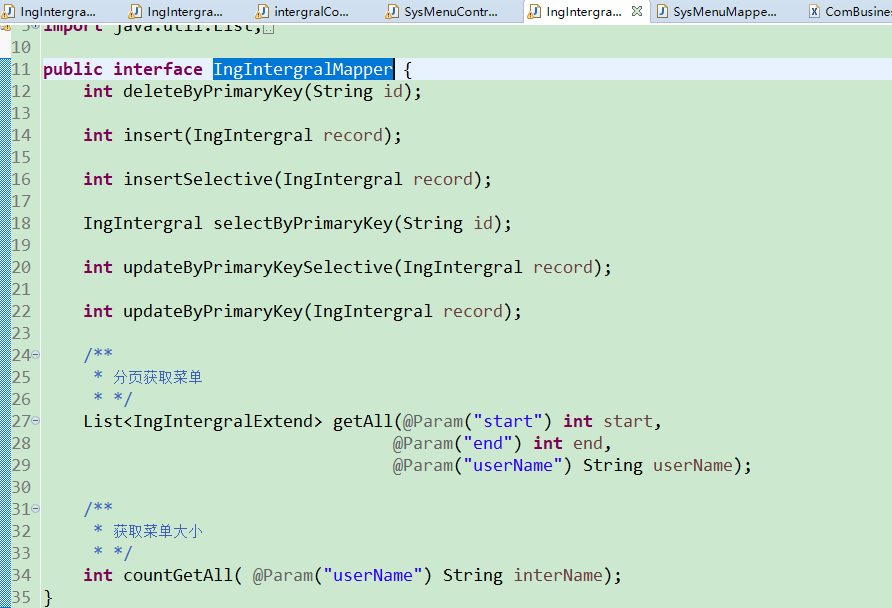 IngIntergra... IngIntergra... intergralCo... SysMenuContr... IngIntergra... SysMenuMappe... ComBusine
import java.util.List;
10
11 public interface IngIntergralMapper {
12 int deleteByPrimaryKey(String id);
13
14 int insert(IngIntergral record);
15
16 int insertSelective(IngIntergral record);
17
18 IngIntergral selectByPrimaryKey(String id);
19
20 int updateByPrimaryKeySelective(IngIntergral record);
21
22 int updateByPrimaryKey(IngIntergral record);
23
24 /**
25 * 分页获取菜单
26 * */
27 List<IngIntergralExtend> getAll(@Param("start") int start,
28 @Param("end") int end,
29 @Param("userName") String userName);
30
31 /**
32 * 获取菜单大小
33 * */
34 int countGetAll( @Param("userName") String interName);
35 }